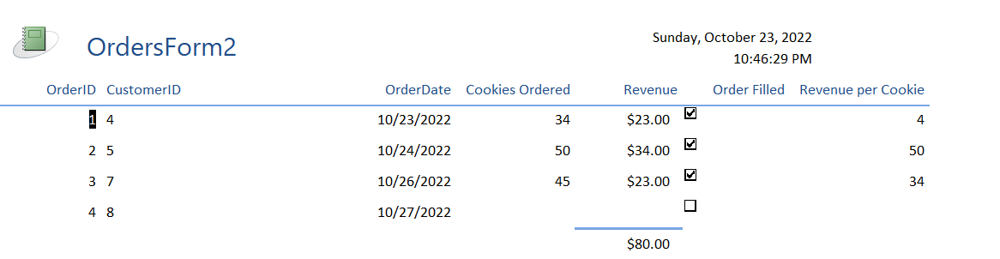 OrdersForm2
Sunday, October 23, 2022
10:46:29 PM
OrderID CustomerID OrderDate Cookies Ordered Revenue Order Filled Revenue per Cookie
1 4 10/23/2022 34 $23.00 4
2 5 10/24/2022 50 $34.00 50
3 7 10/26/2022 45 $23.00 34
4 8 10/27/2022
$80.00